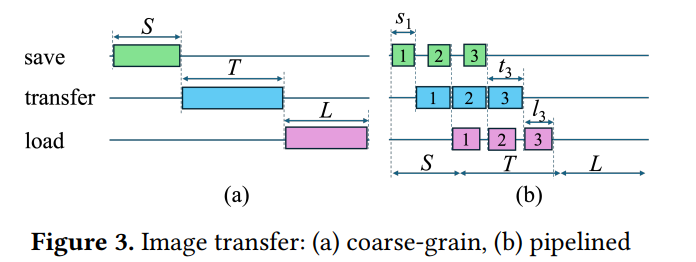 S
s1
save
1 2 3
T
t3
transfer
1 2 3
L
l3
load
1 2 3
S T L
(a) (b)
Figure 3. Image transfer: (a) coarse-grain, (b) pipelined